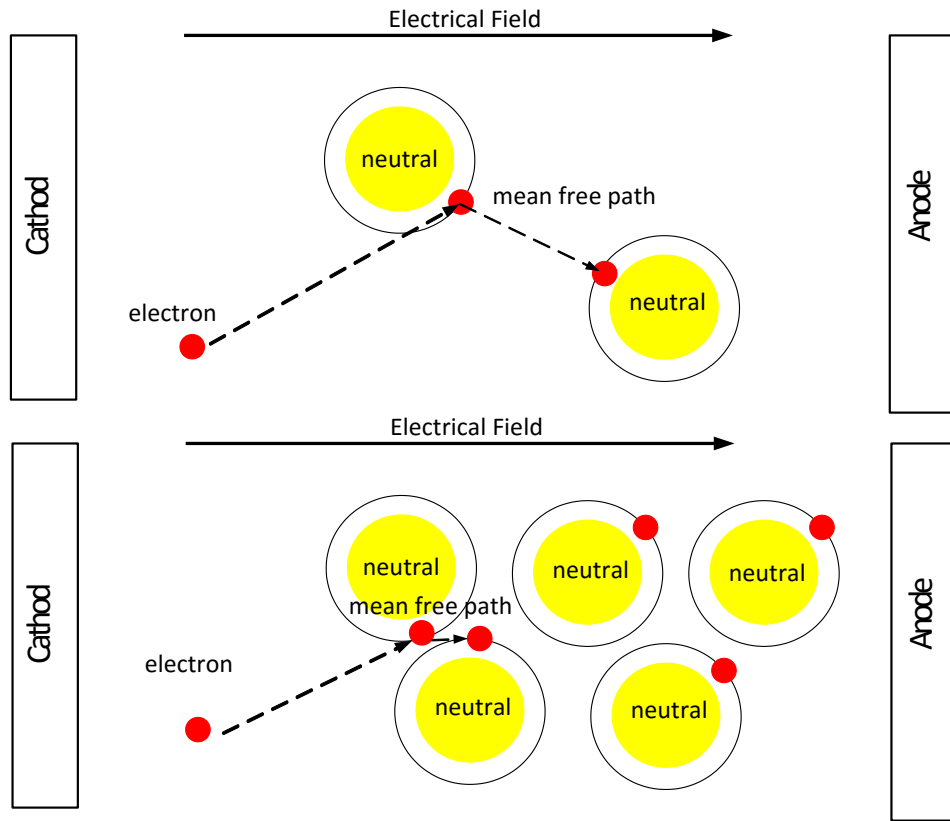 Electrical Field
Cathod
neutral
mean free path
Anode
neutral
electron
Electrical Field
Cathod
neutral
neutral
neutral
mean free path
Anode
electron
neutral
neutral